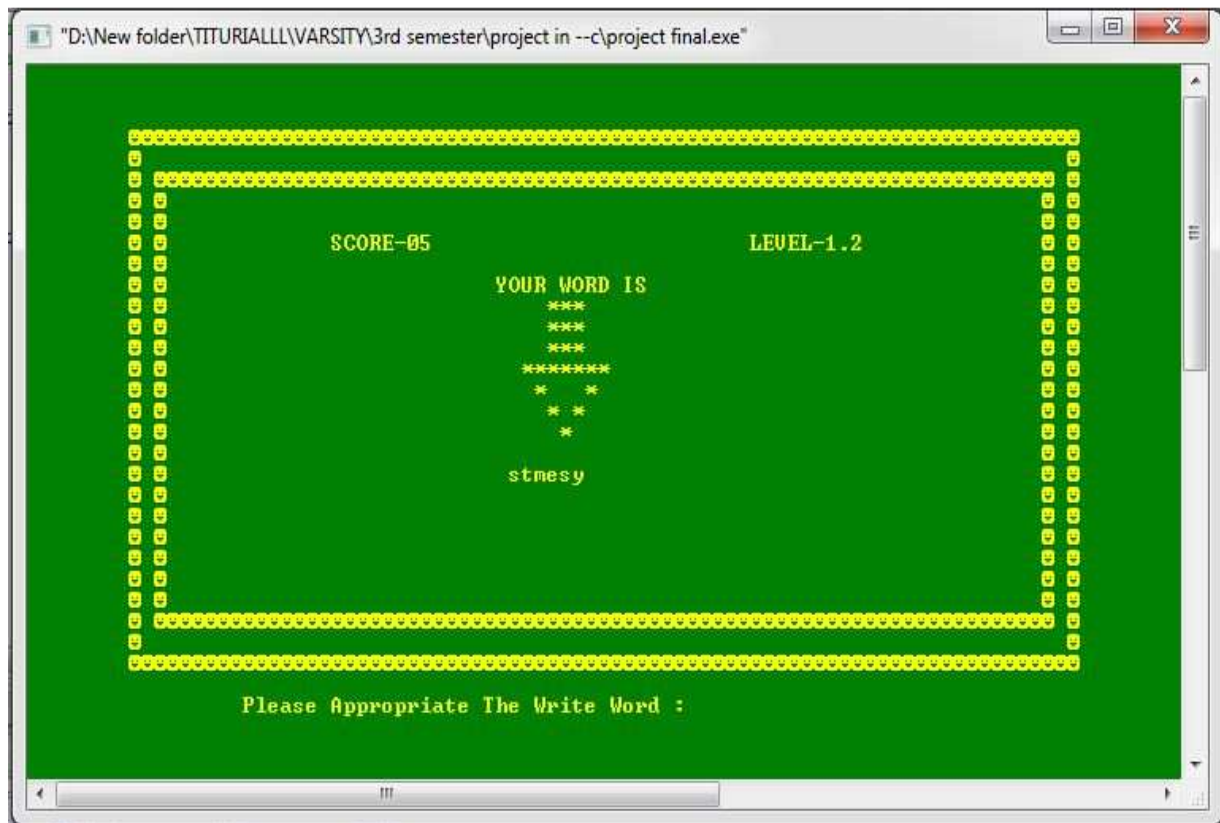 "D:\New folder\TITURIALLL\VARSITY\3rd semester\project in --c\project final.exe"
SCORE-05 LEVEL-1.2
YOUR WORD IS
***
***
***
*******
*   *
* *
*
stmesy
Please Appropriate The Write Word :